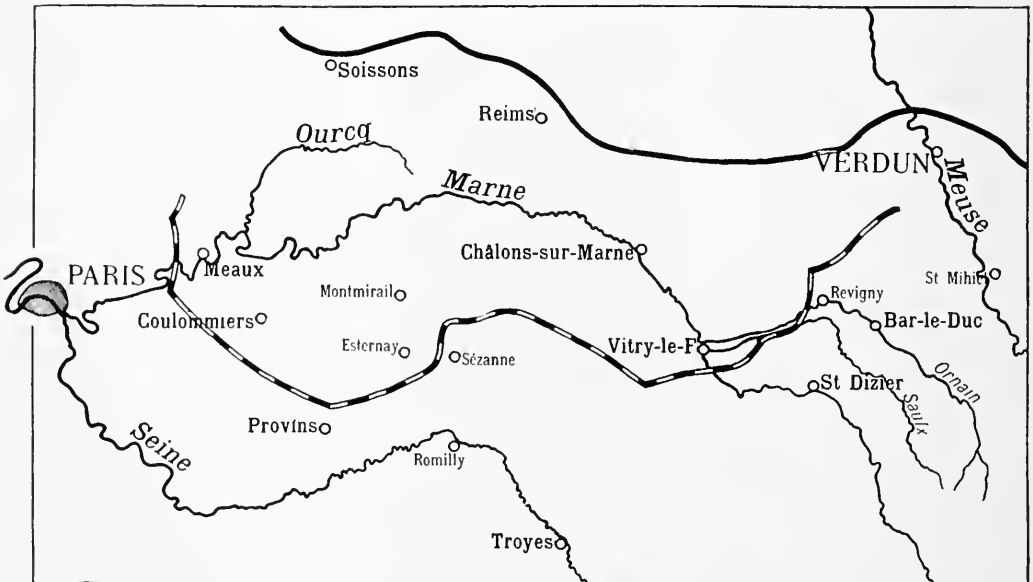 Soissons
Reims
Ourcq
VERDUN
Meuse
Marne
Châlons-sur-Marne
PARIS
Meaux
St Mihiel
Montmirail
Revigny
Coulommiers
Bar-le-Duc
Esternay
Sézanne
Vitry-le-F
St Dizier
Ornain
Saulx
Provins
Seine
Romilly
Troyes